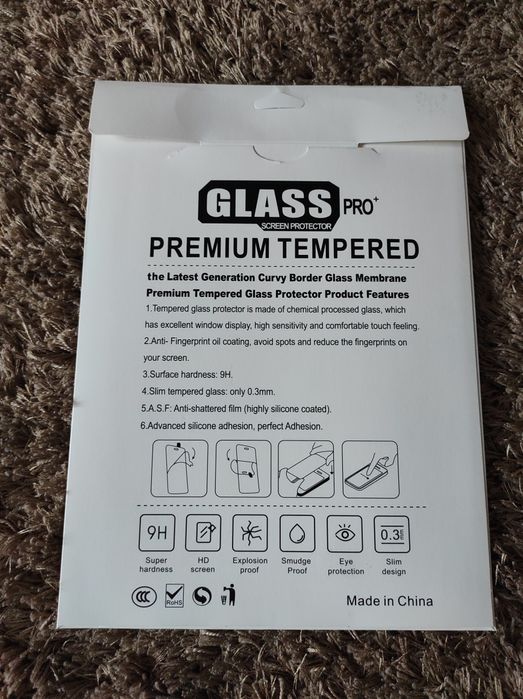 GLASS PRO+
SCREEN PROTECTOR
PREMIUM TEMPERED
the Latest Generation Curvy Border Glass Membrane
Premium Tempered Glass Protector Product Features
1.Tempered glass protector is made of chemical processed glass, which
has excellent window display, high sensitivity and comfortable touch feeling.
2.Anti- Fingerprint oil coating, avoid spots and reduce the fingerprints on
your screen.
3.Surface hardness: 9H.
4.Slim tempered glass: only 0.3mm.
5.A.S.F: Anti-shattered film (highly silicone coated).
6.Advanced silicone adhesion, perfect Adhesion.
9H 0.3mm
Super HD Explosion Smudge Eye Slim
hardness screen proof Proof protection design
CCC RoHS Made in China